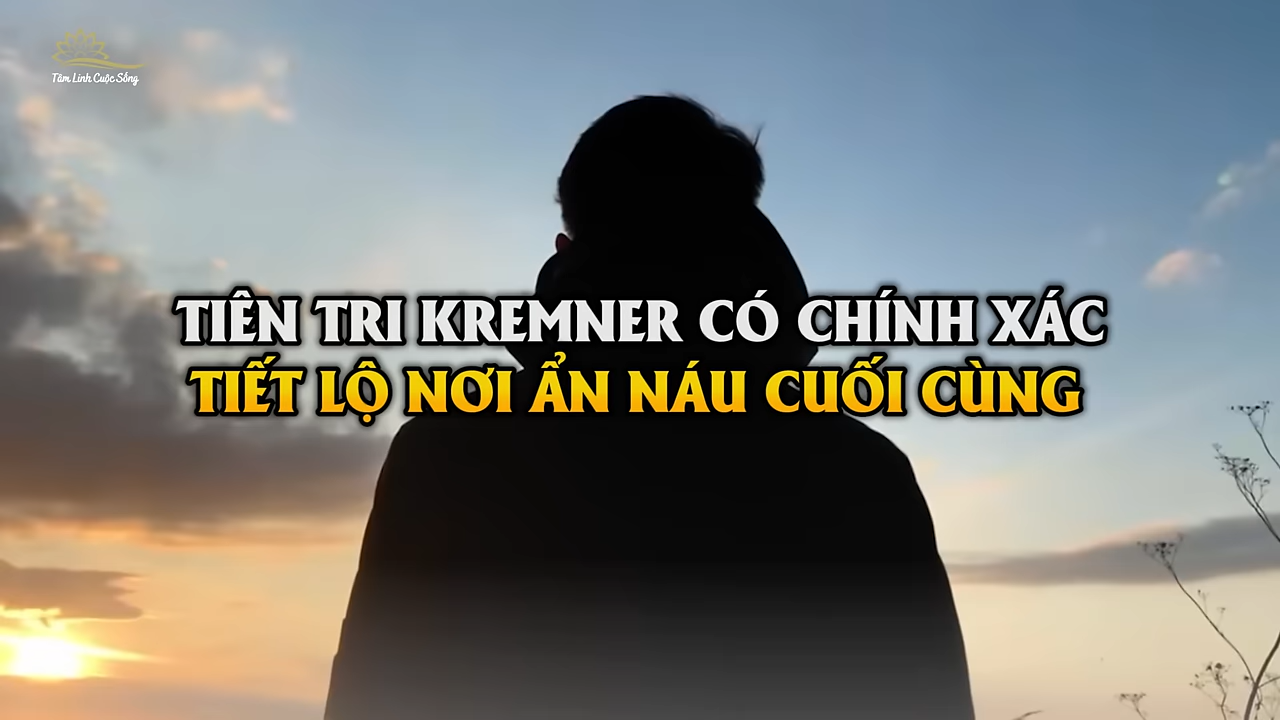 Tâm Linh Cuộc Sống
TIÊN TRI KREMNER CÓ CHÍNH XÁC
TIẾT LỘ NƠI ẨN NÁU CUỐI CÙNG